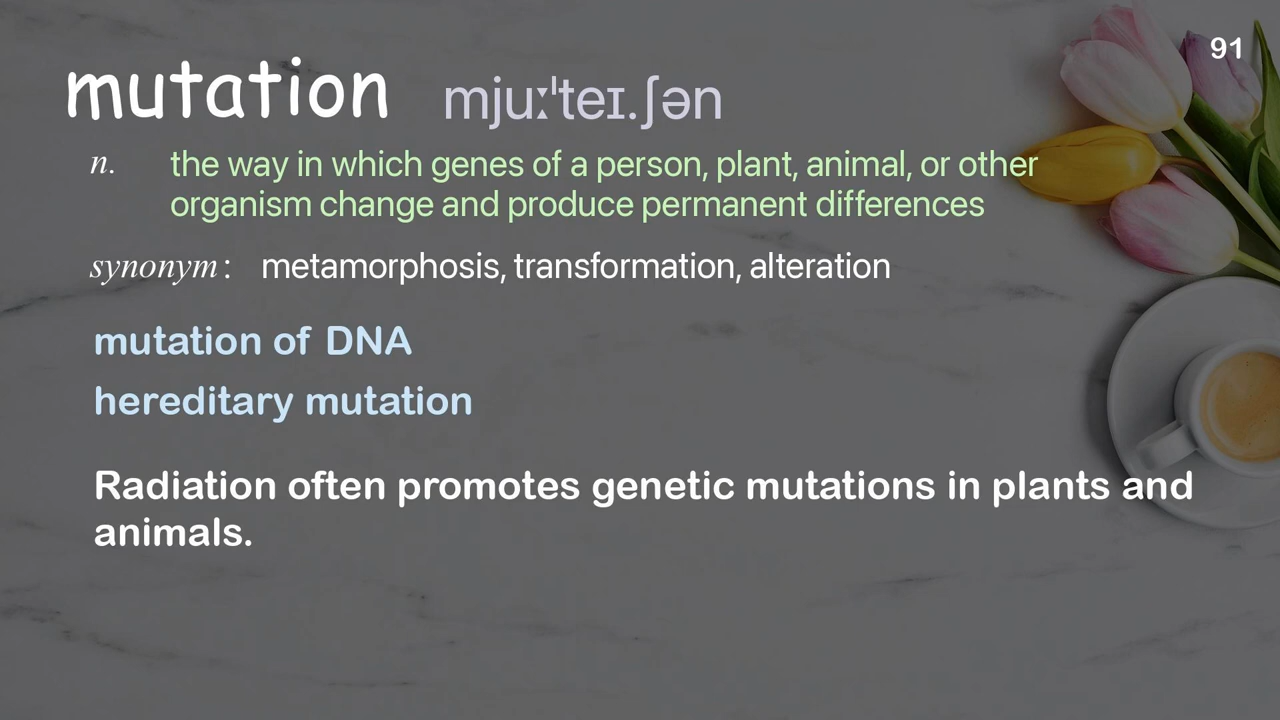 91
mutation mjuːˈteɪ.ʃən
n. the way in which genes of a person, plant, animal, or other
organism change and produce permanent differences
synonym: metamorphosis, transformation, alteration
mutation of DNA
hereditary mutation
Radiation often promotes genetic mutations in plants and
animals.